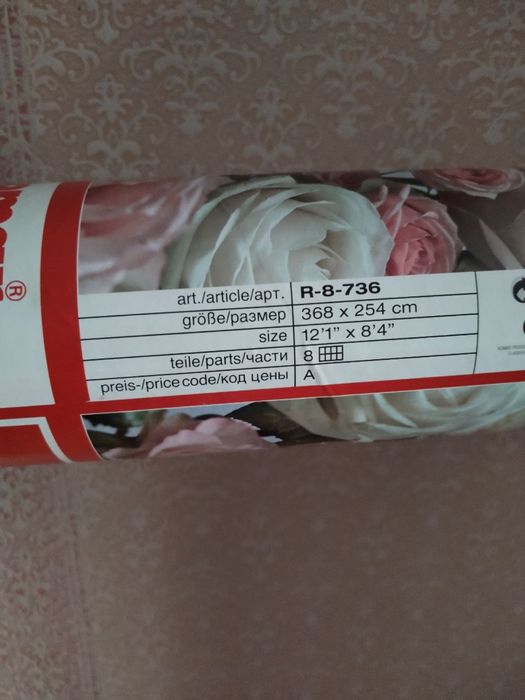 art./article/арт. R-8-736
größe/размер 368 x 254 cm
size 12'1" x 8'4"
teile/parts/части 8
preis-/price code/код цены A
®